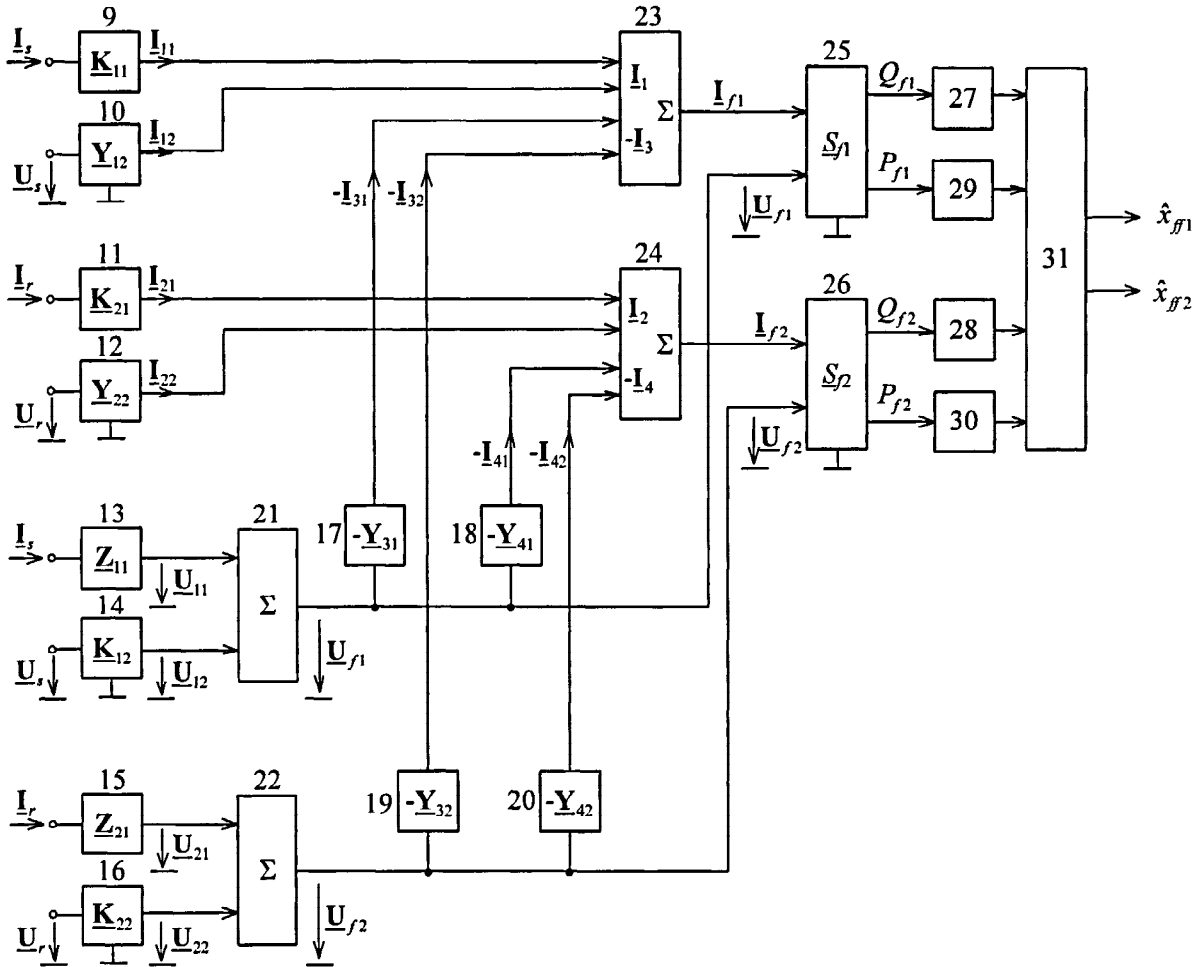 9
I_s
K_11
I_11
10
U_s
Y_12
I_12
11
I_r
K_21
I_21
12
U_r
Y_22
I_22
13
I_s
Z_11
U_11
14
U_s
K_12
U_12
15
I_r
Z_21
U_21
16
U_r
K_22
U_22
21
Σ
U_f1
22
Σ
U_f2
17
-Y_31
18
-Y_41
19
-Y_32
20
-Y_42
-I_31
-I_32
-I_41
-I_42
23
I_1
Σ
-I_3
I_f1
24
I_2
Σ
-I_4
I_f2
25
S_f1
U_f1
Q_f1
P_f1
26
S_f2
U_f2
Q_f2
P_f2
27
29
28
30
31
x̂_ff1
x̂_ff2